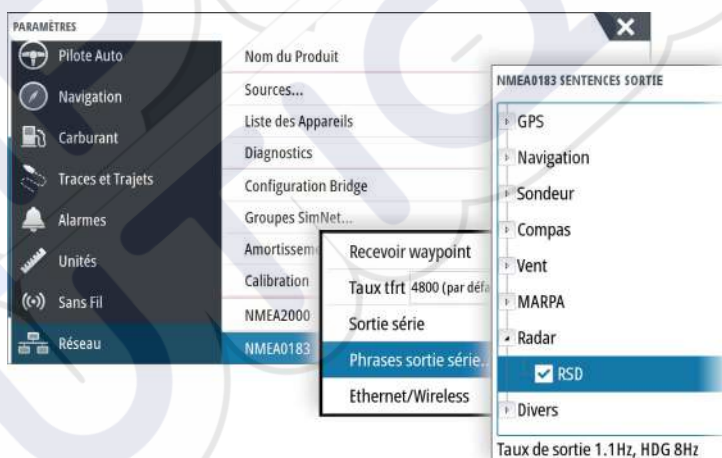 PARAMÈTRES
Pilote Auto
Navigation
Carburant
Traces et Trajets
Alarmes
Unités
Sans Fil
Réseau
Nom du Produit
Sources...
Liste des Appareils
Diagnostics
Configuration Bridge
Groupes SimNet...
Amortissem
Calibration
NMEA2000
NMEA0183
Recevoir waypoint
Taux tfrt 4800 (par défa
Sortie série
Phrases sortie série..
Ethernet/Wireless
NMEA0183 SENTENCES SORTIE
GPS
Navigation
Sondeur
Compas
Vent
MARPA
Radar
RSD
Divers
Taux de sortie 1.1Hz, HDG 8Hz